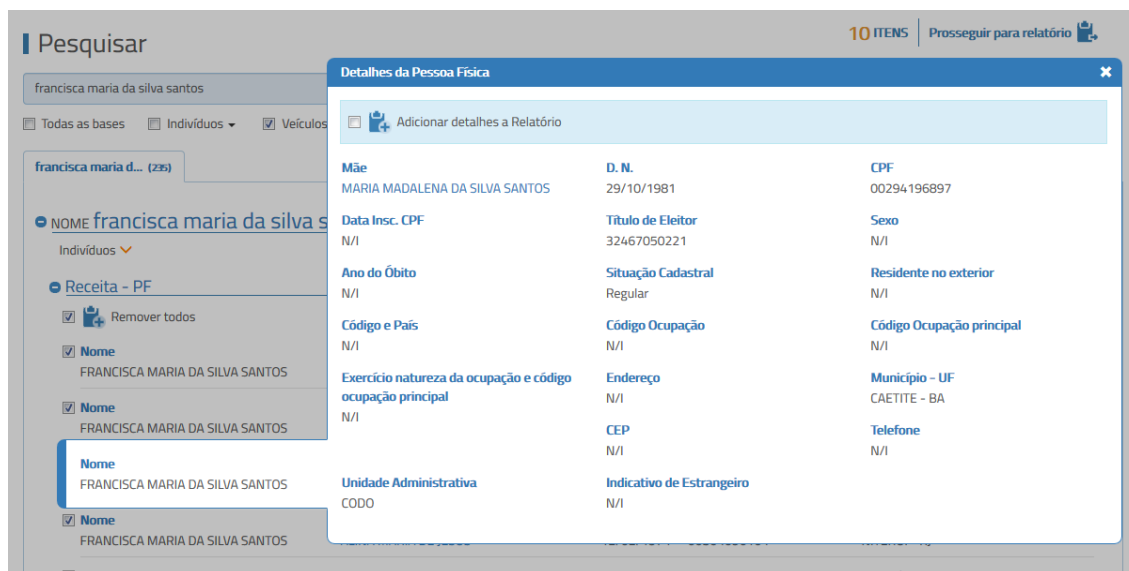 Pesquisar
10 ITENS
Prosseguir para relatório
francisca maria da silva santos
Todas as bases
Indivíduos
Veículos
francisca maria d... (235)
NOME francisca maria da silva s
Indivíduos
Receita - PF
Remover todos
Nome
FRANCISCA MARIA DA SILVA SANTOS
Nome
FRANCISCA MARIA DA SILVA SANTOS
Nome
FRANCISCA MARIA DA SILVA SANTOS
Nome
FRANCISCA MARIA DA SILVA SANTOS
Detalhes da Pessoa Física
Adicionar detalhes a Relatório
Mãe D. N. CPF
MARIA MADALENA DA SILVA SANTOS 29/10/1981 00294196897
Data Insc. CPF Título de Eleitor Sexo
N/I 32467050221 N/I
Ano do Óbito Situação Cadastral Residente no exterior
N/I Regular N/I
Código e País Código Ocupação Código Ocupação principal
N/I N/I N/I
Exercício natureza da ocupação e código Endereço Município - UF
ocupação principal N/I CAETITE - BA
N/I
CEP Telefone
N/I N/I
Unidade Administrativa Indicativo de Estrangeiro
CODO N/I